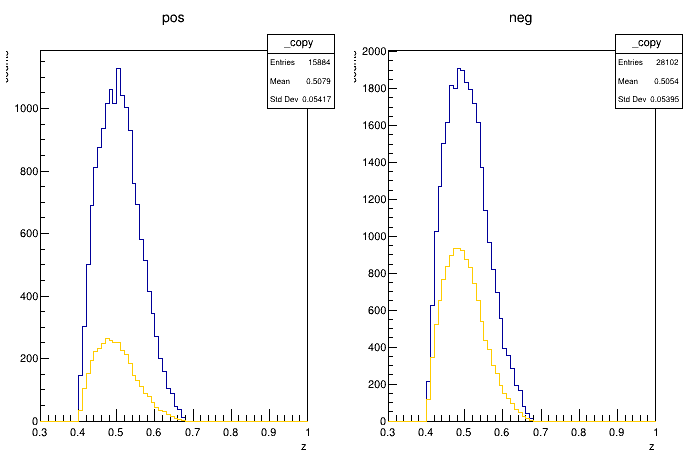 pos
_copy
Entries 15884
Mean 0.5079
Std Dev 0.05417
1000
800
600
400
200
0
0.3 0.4 0.5 0.6 0.7 0.8 0.9 1
z
neg
_copy
Entries 28102
Mean 0.5054
Std Dev 0.05395
2000
1800
1600
1400
1200
1000
800
600
400
200
0
0.3 0.4 0.5 0.6 0.7 0.8 0.9 1
z